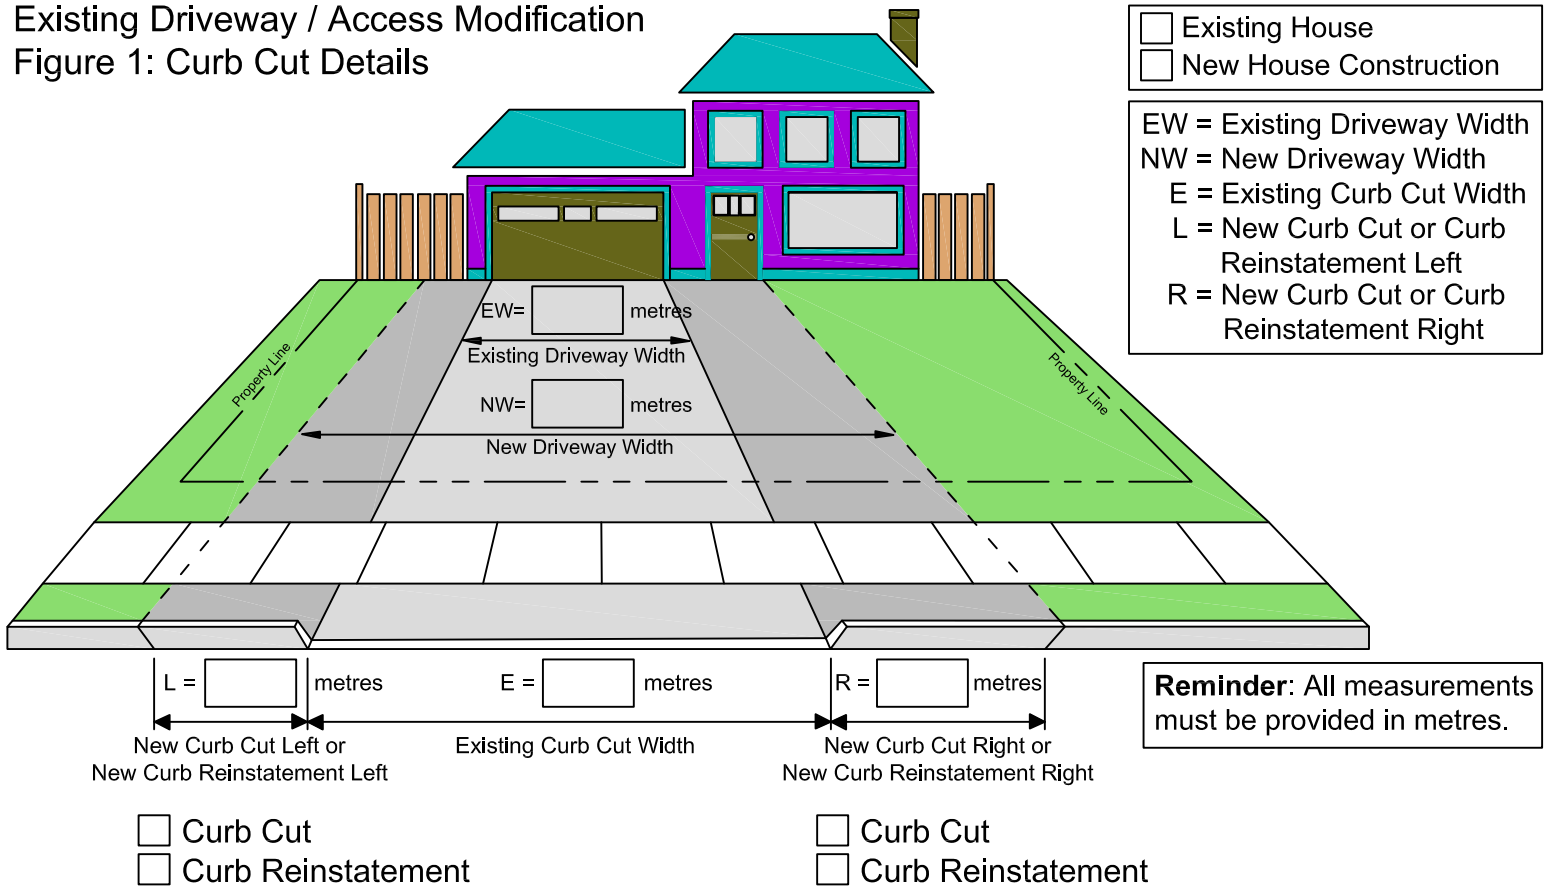 Existing Driveway / Access Modification
Figure 1: Curb Cut Details
Existing House
New House Construction
EW = Existing Driveway Width
NW = New Driveway Width
E = Existing Curb Cut Width
L = New Curb Cut or Curb
Reinstatement Left
R = New Curb Cut or Curb
Reinstatement Right
EW= metres
Existing Driveway Width
Property Line
Property Line
NW= metres
New Driveway Width
L = metres
E = metres
R = metres
New Curb Cut Left or
New Curb Reinstatement Left
Existing Curb Cut Width
New Curb Cut Right or
New Curb Reinstatement Right
Reminder: All measurements
must be provided in metres.
Curb Cut
Curb Reinstatement
Curb Cut
Curb Reinstatement